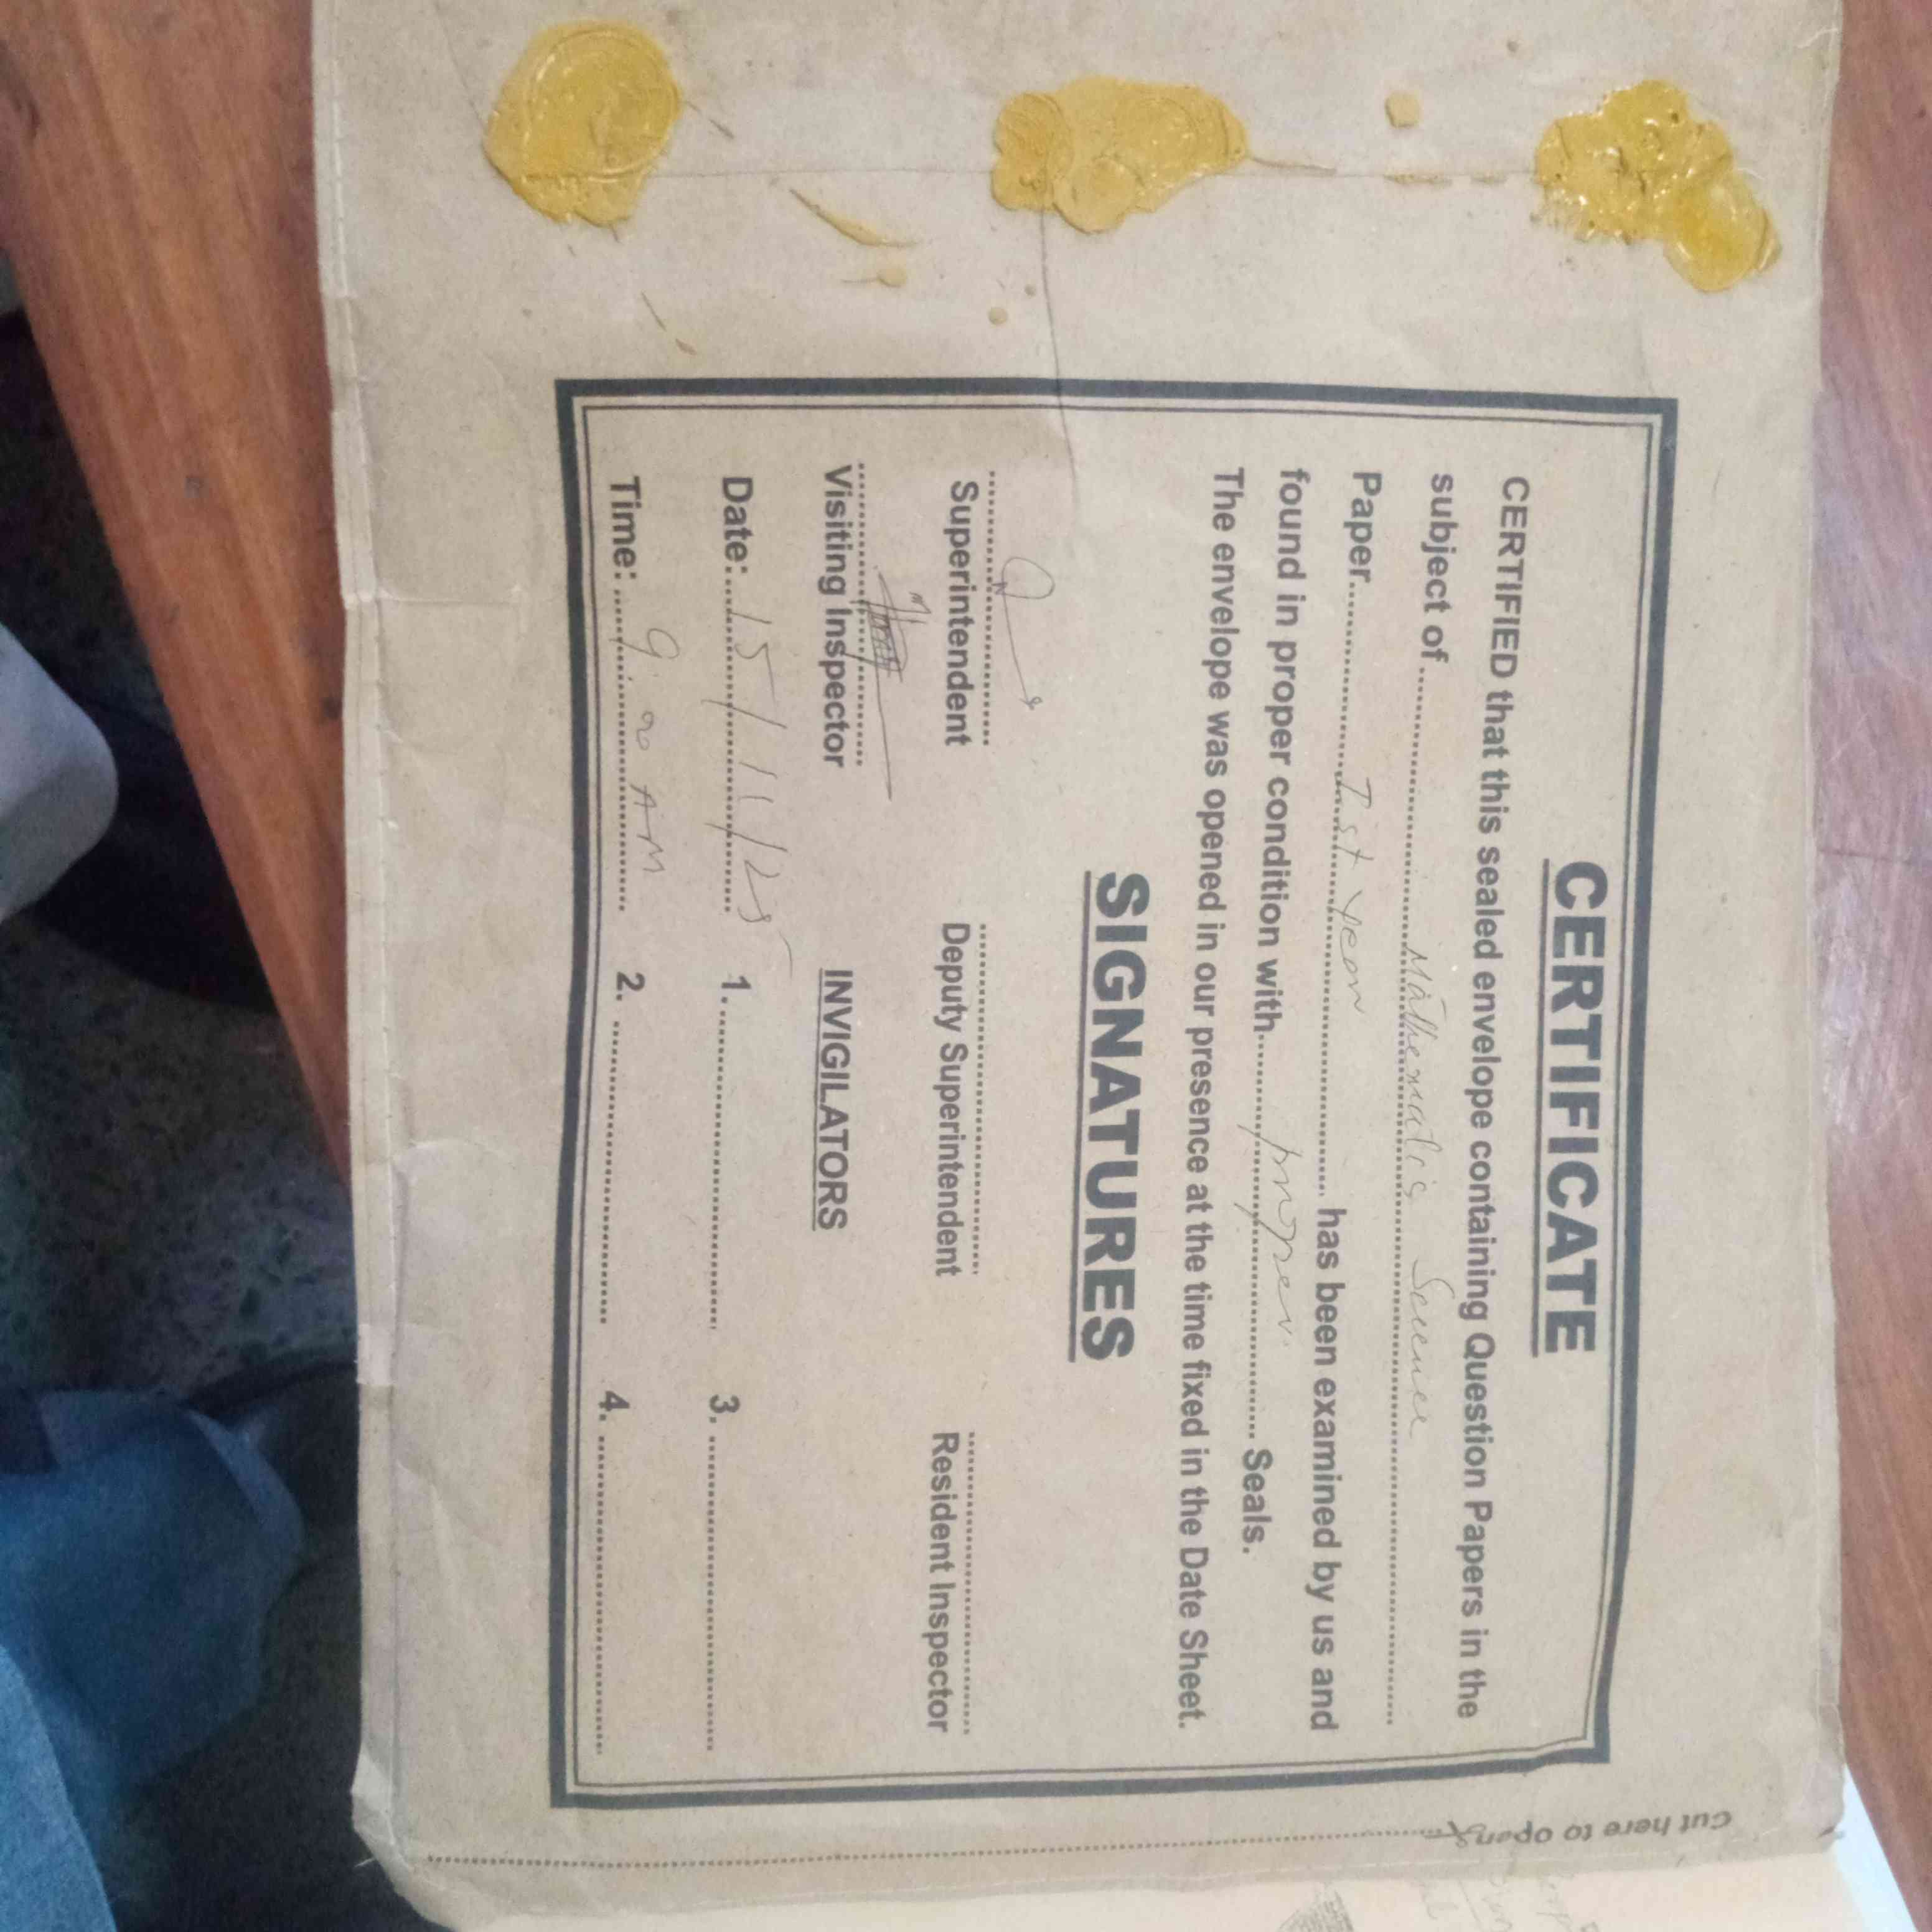 CERTIFICATE
CERTIFIED that this sealed envelope containing Question Papers in the
subject of.......... Mathematics Science ..........
Paper.......... Ist year .......... has been examined by us and
found in proper condition with.......... proper. .......... Seals.
The envelope was opened in our presence at the time fixed in the Date Sheet.
SIGNATURES
Superintendent Deputy Superintendent Resident Inspector
Visiting Inspector INVIGILATORS
Date: 15/11/25 1. .......... 3. ..........
Time: 9:00 AM 2. .......... 4. ..........
Cut here to open